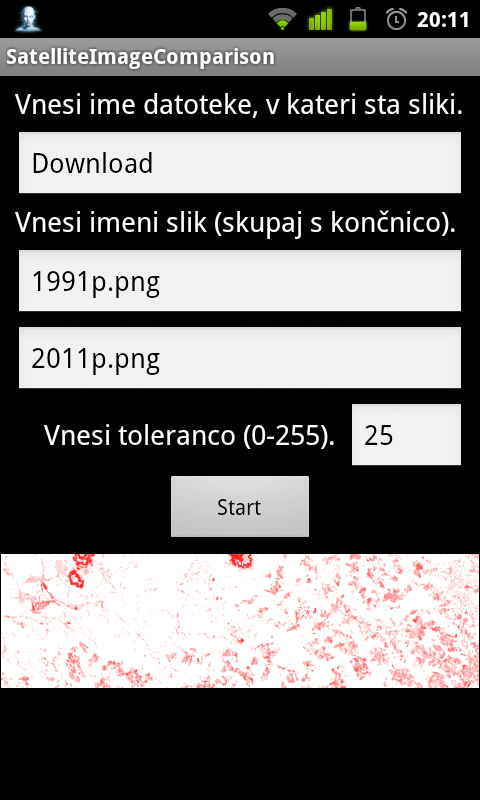 20:11
SatelliteImageComparison
Vnesi ime datoteke, v kateri sta sliki.
Download
Vnesi imeni slik (skupaj s končnico).
1991p.png
2011p.png
Vnesi toleranco (0-255). 25
Start